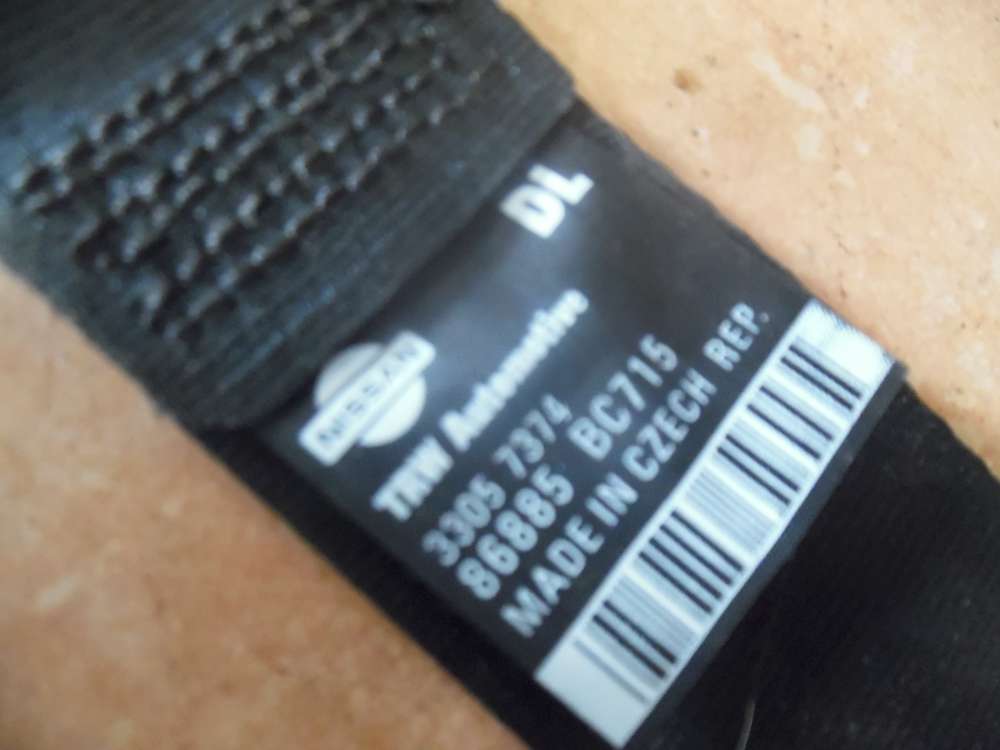 DL
NISSAN
TRW Automotive
3305 7374
86885 BC715
MADE IN CZECH REP.